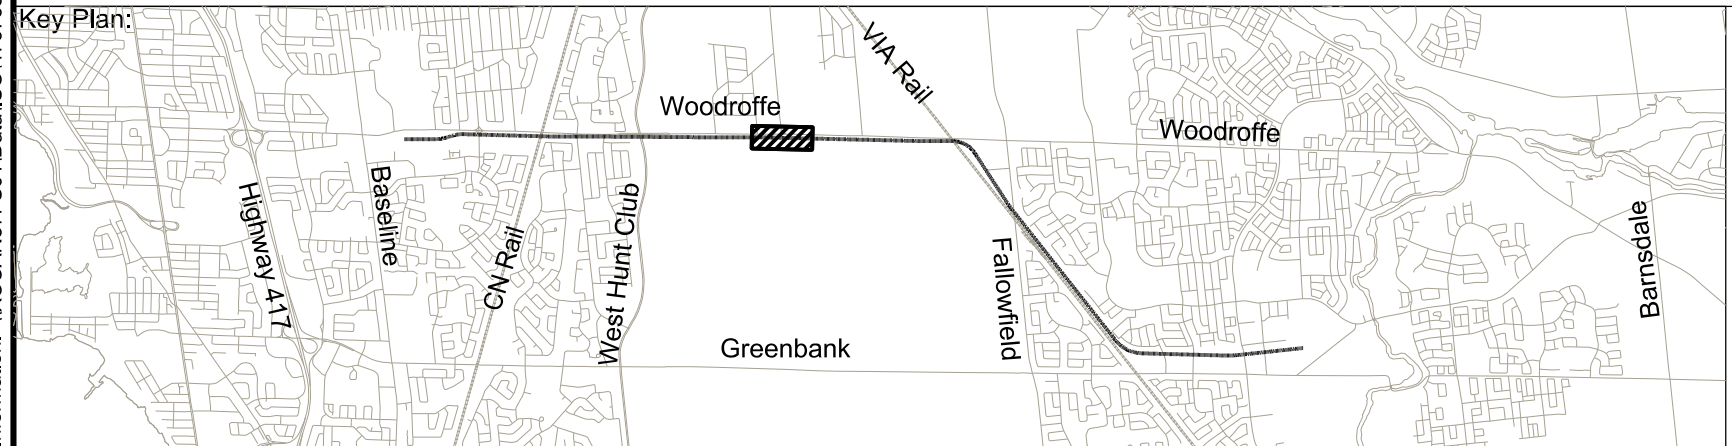 Key Plan:
VIA Rail
Woodroffe
Woodroffe
Highway 417
Baseline
CN Rail
West Hunt Club
Fallowfield
Barnsdale
Greenbank